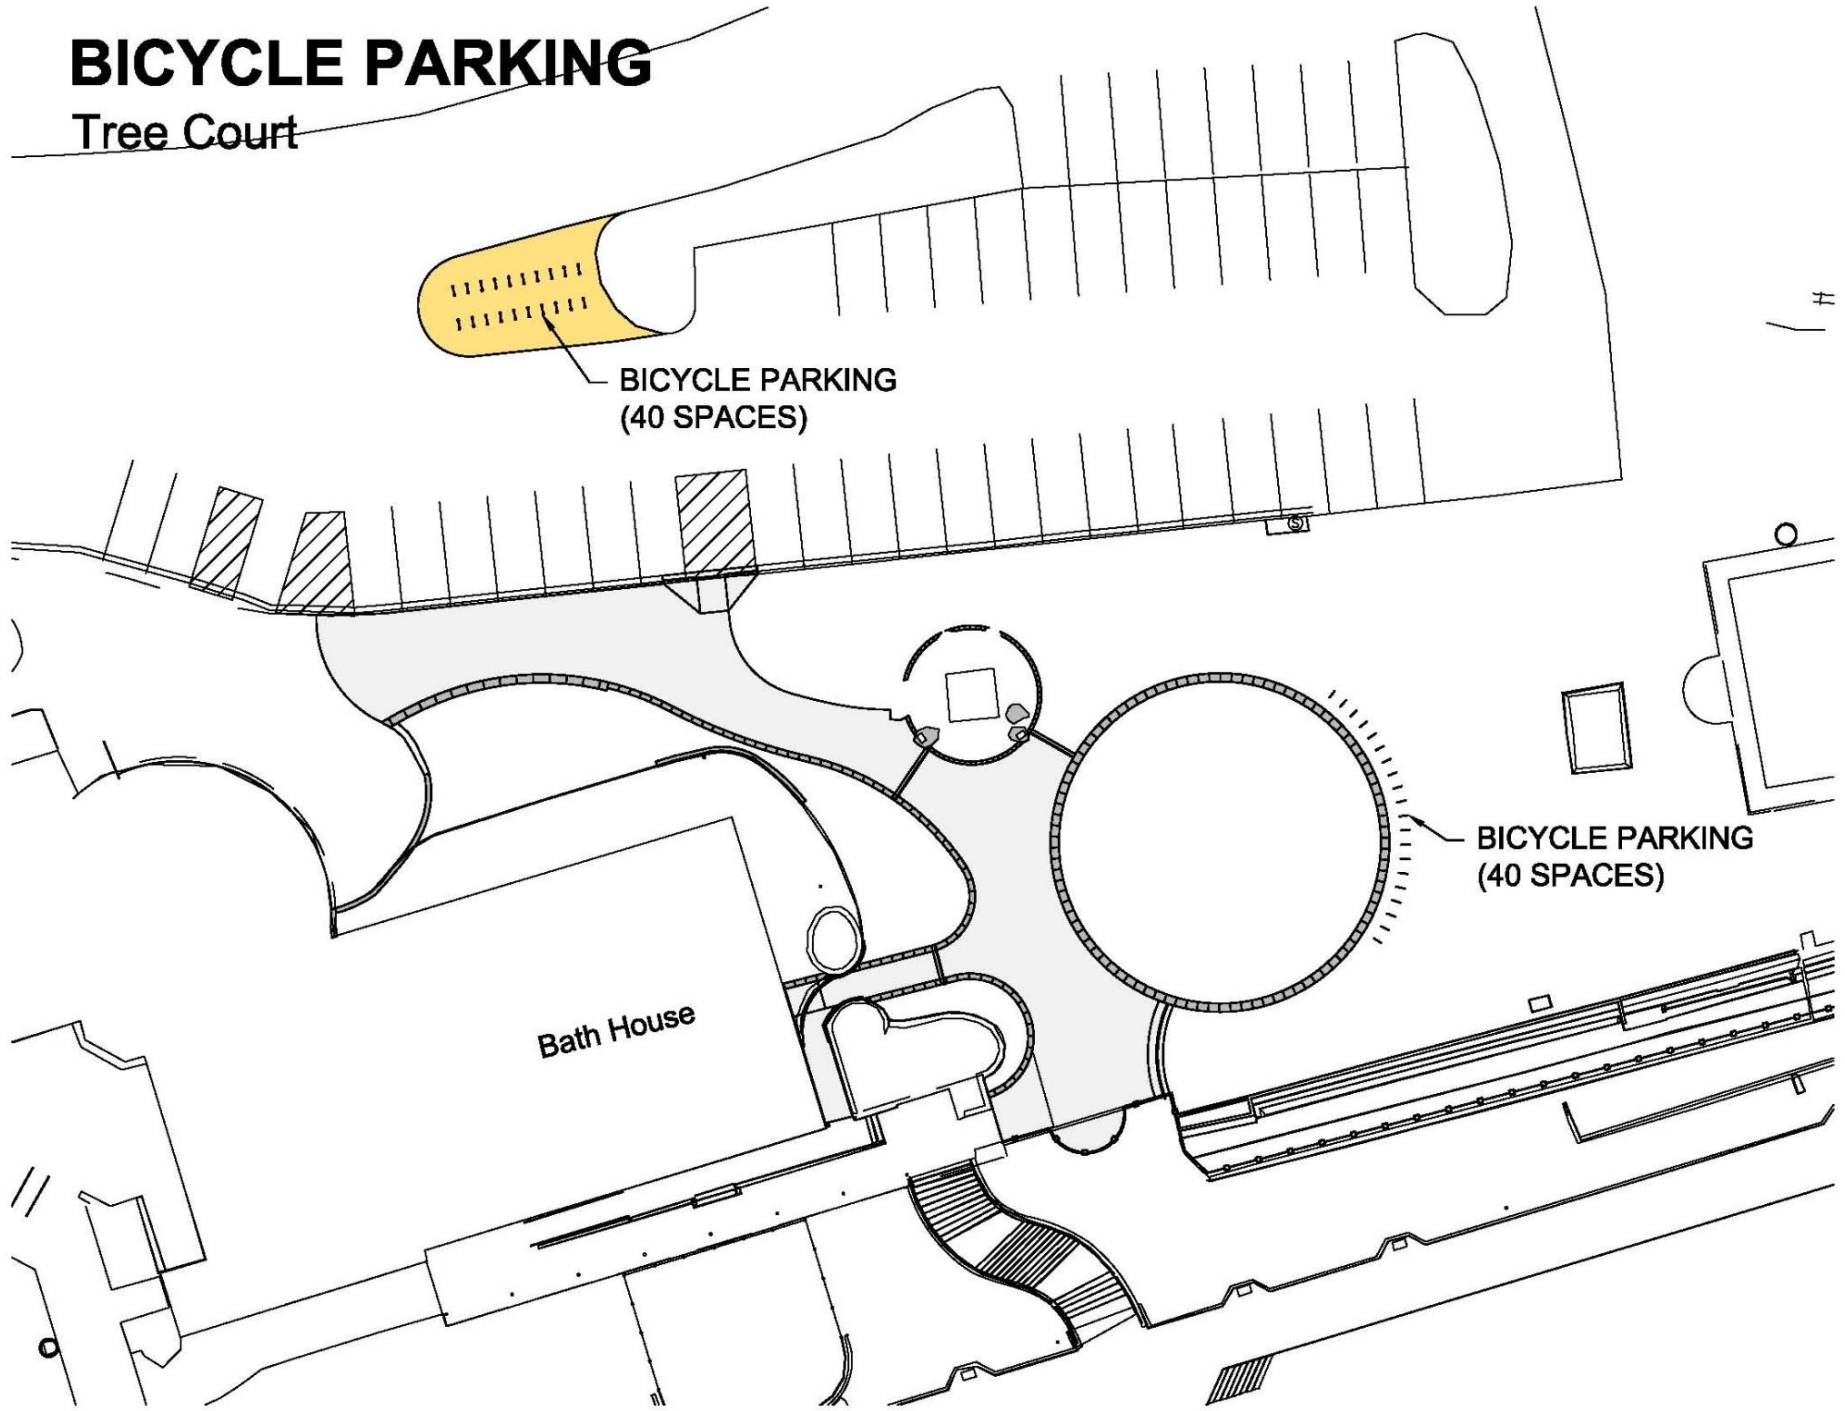 BICYCLE PARKING
Tree Court
BICYCLE PARKING
(40 SPACES)
S
BICYCLE PARKING
(40 SPACES)
Bath House